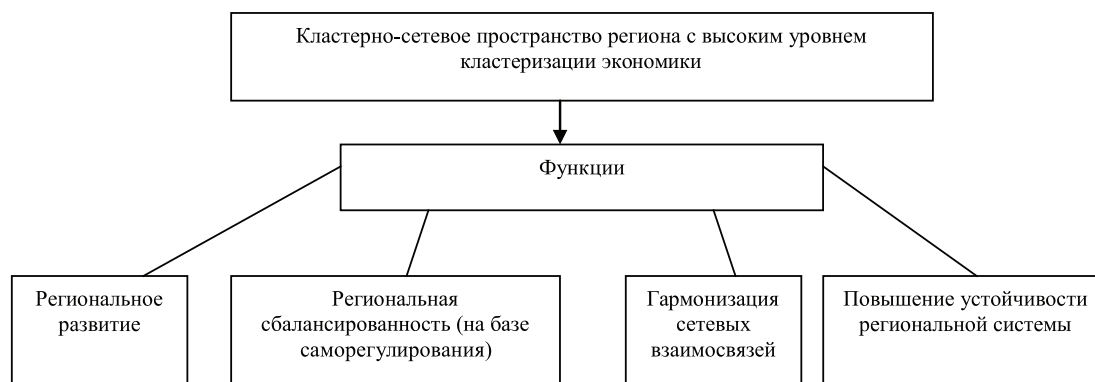 Кластерно-сетевое пространство региона с высоким уровнем
кластеризации экономики
Функции
Региональное
развитие
Региональная
сбалансированность (на базе
саморегулирования)
Гармонизация
сетевых
взаимосвязей
Повышение устойчивости
региональной системы